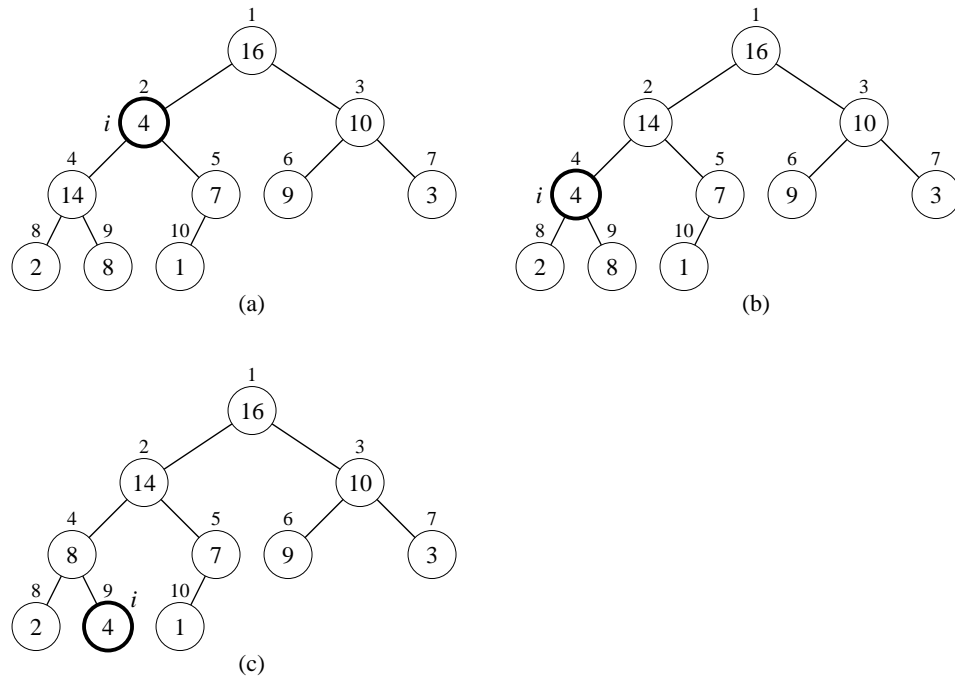 1 1
16 16
2 3 2 3
i 4 10 14 10
4 5 6 7 4 5 6 7
14 7 9 3 i 4 7 9 3
8 9 10 8 9 10
2 8 1 2 8 1
(a) (b)
1
16
2 3
14 10
4 5 6 7
8 7 9 3
8 9 10 i
2 4 1
(c)